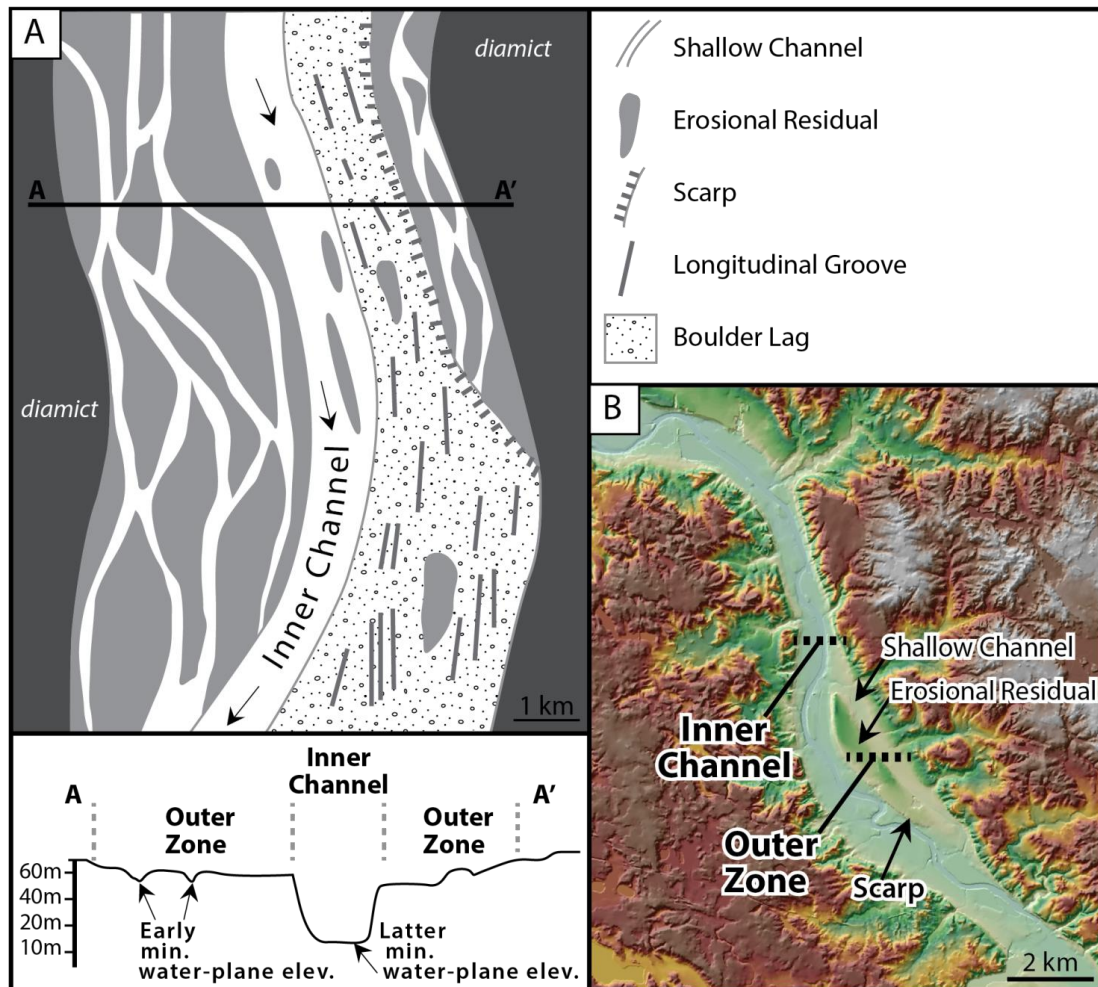 A
diamict
A
A'
diamict
Inner Channel
1 km
Shallow Channel
Erosional Residual
Scarp
Longitudinal Groove
Boulder Lag
Inner
Channel
A
A'
Outer
Zone
Outer
Zone
60m
40m
20m
10m
Early
min.
water-plane elev.
Latter
min.
water-plane elev.
B
Shallow Channel
Erosional Residual
Inner
Channel
Outer
Zone
Scarp
2 km